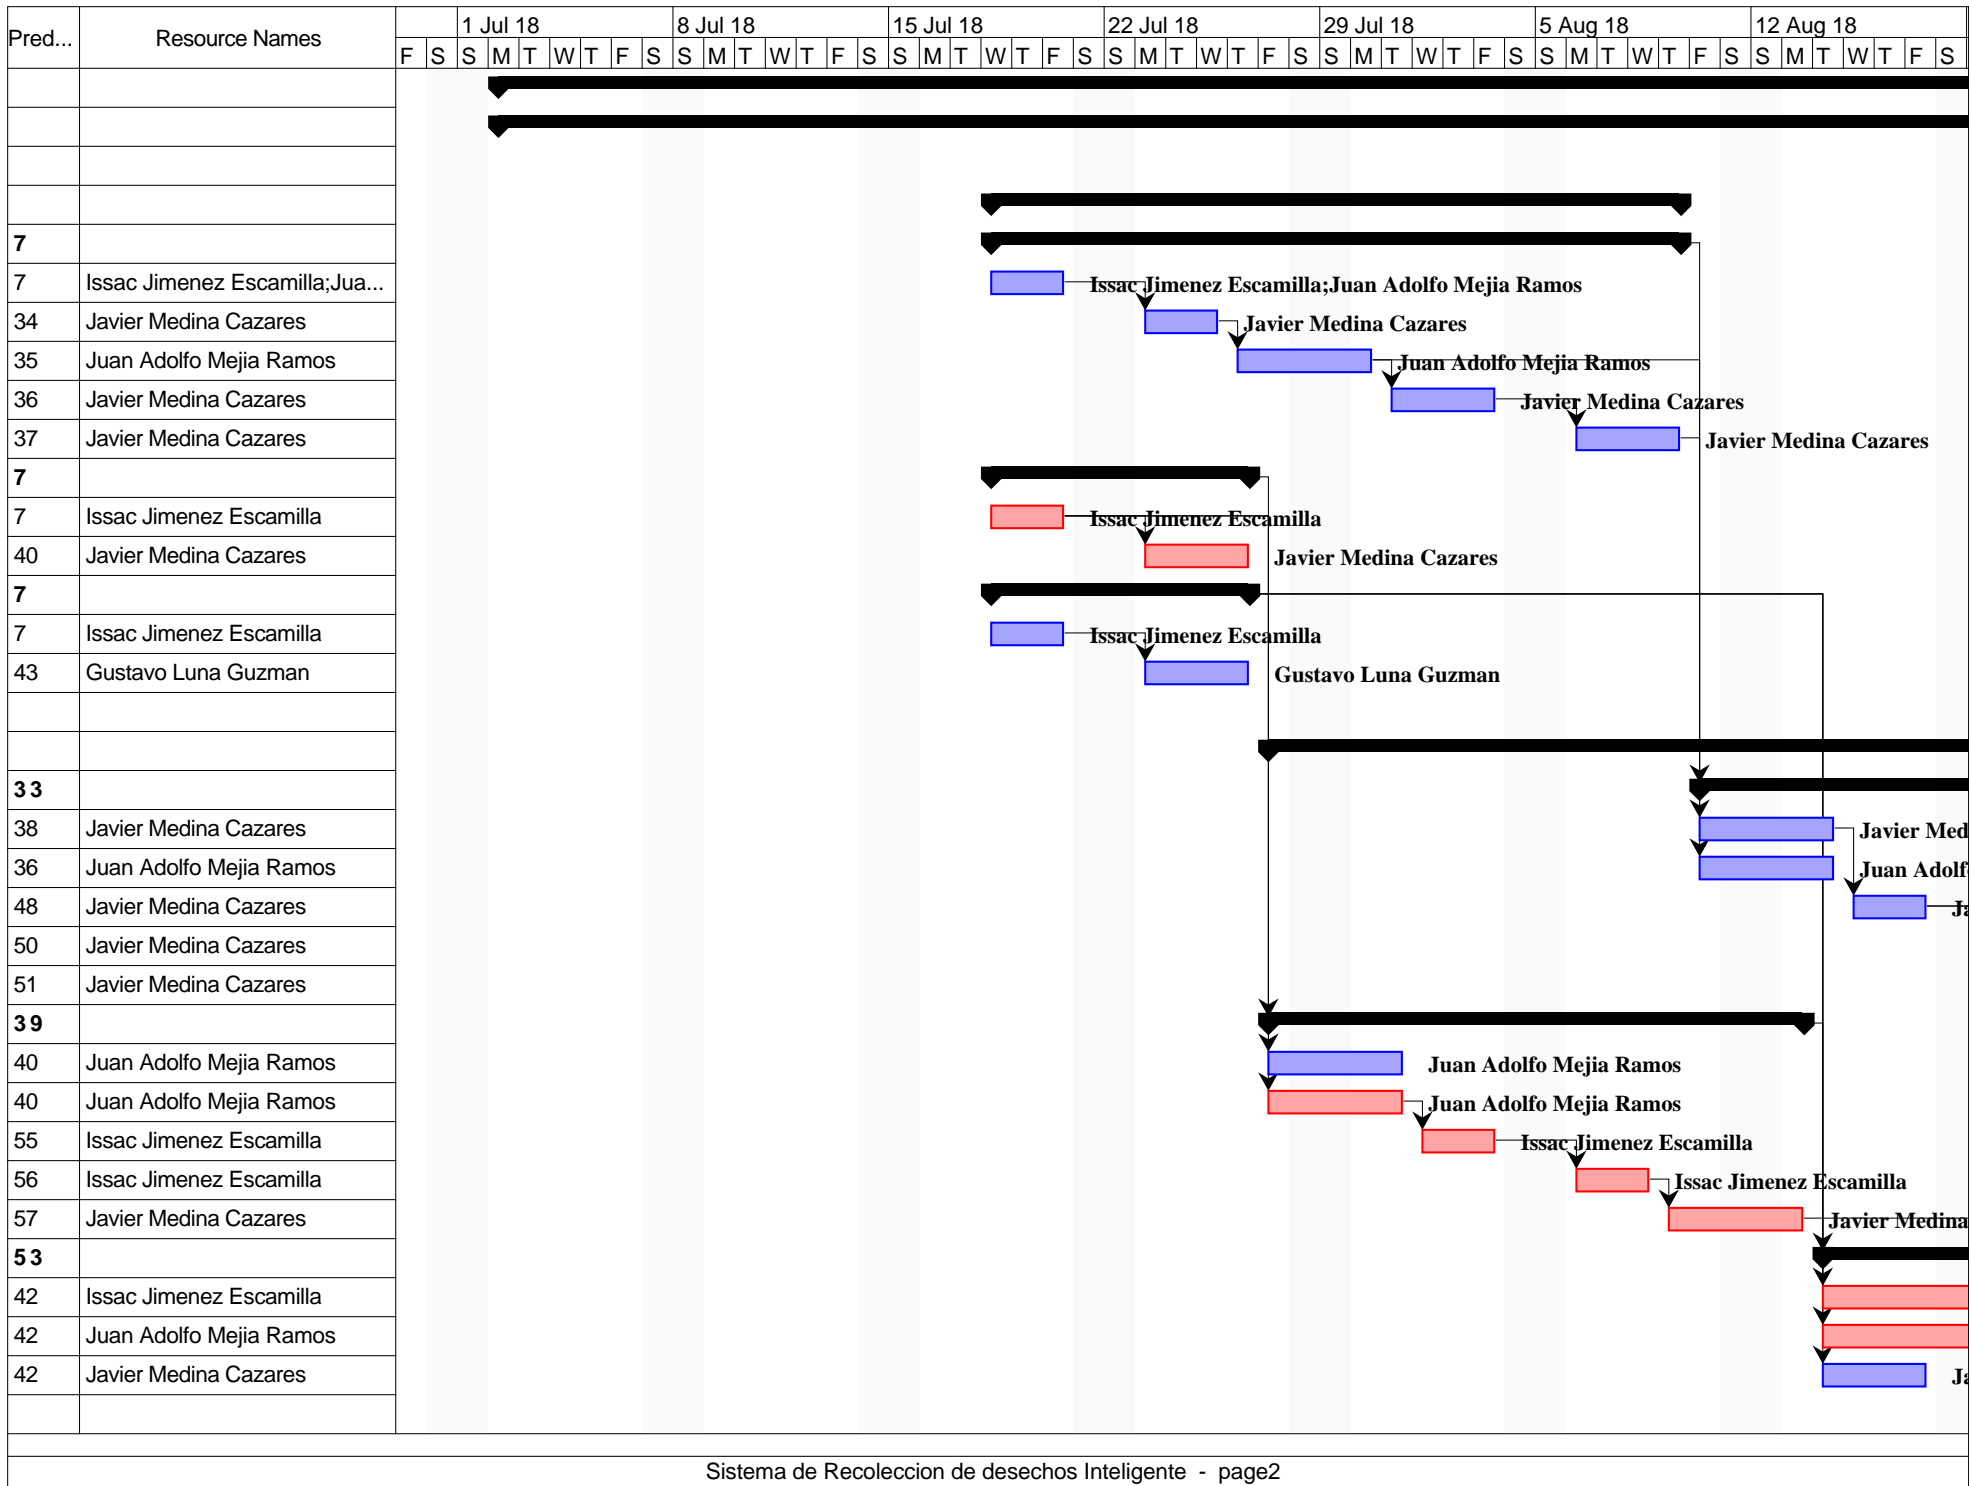 Pred... Resource Names 1 Jul 18 8 Jul 18 15 Jul 18 22 Jul 18 29 Jul 18 5 Aug 18 12 Aug 18
F S S M T W T F S S M T W T F S S M T W T F S S M T W T F S S M T W T F S S M T W T F S S M T W T F S
7
7 Issac Jimenez Escamilla;Jua... Issac Jimenez Escamilla;Juan Adolfo Mejia Ramos
34 Javier Medina Cazares Javier Medina Cazares
35 Juan Adolfo Mejia Ramos Juan Adolfo Mejia Ramos
36 Javier Medina Cazares Javier Medina Cazares
37 Javier Medina Cazares Javier Medina Cazares
7
7 Issac Jimenez Escamilla Issac Jimenez Escamilla
40 Javier Medina Cazares Javier Medina Cazares
7
7 Issac Jimenez Escamilla Issac Jimenez Escamilla
43 Gustavo Luna Guzman Gustavo Luna Guzman
33
38 Javier Medina Cazares Javier Med
36 Juan Adolfo Mejia Ramos Juan Adolf
48 Javier Medina Cazares Ja
50 Javier Medina Cazares
51 Javier Medina Cazares
39
40 Juan Adolfo Mejia Ramos Juan Adolfo Mejia Ramos
40 Juan Adolfo Mejia Ramos Juan Adolfo Mejia Ramos
55 Issac Jimenez Escamilla Issac Jimenez Escamilla
56 Issac Jimenez Escamilla Issac Jimenez Escamilla
57 Javier Medina Cazares Javier Medina
53
42 Issac Jimenez Escamilla
42 Juan Adolfo Mejia Ramos
42 Javier Medina Cazares Ja
Sistema de Recoleccion de desechos Inteligente - page2